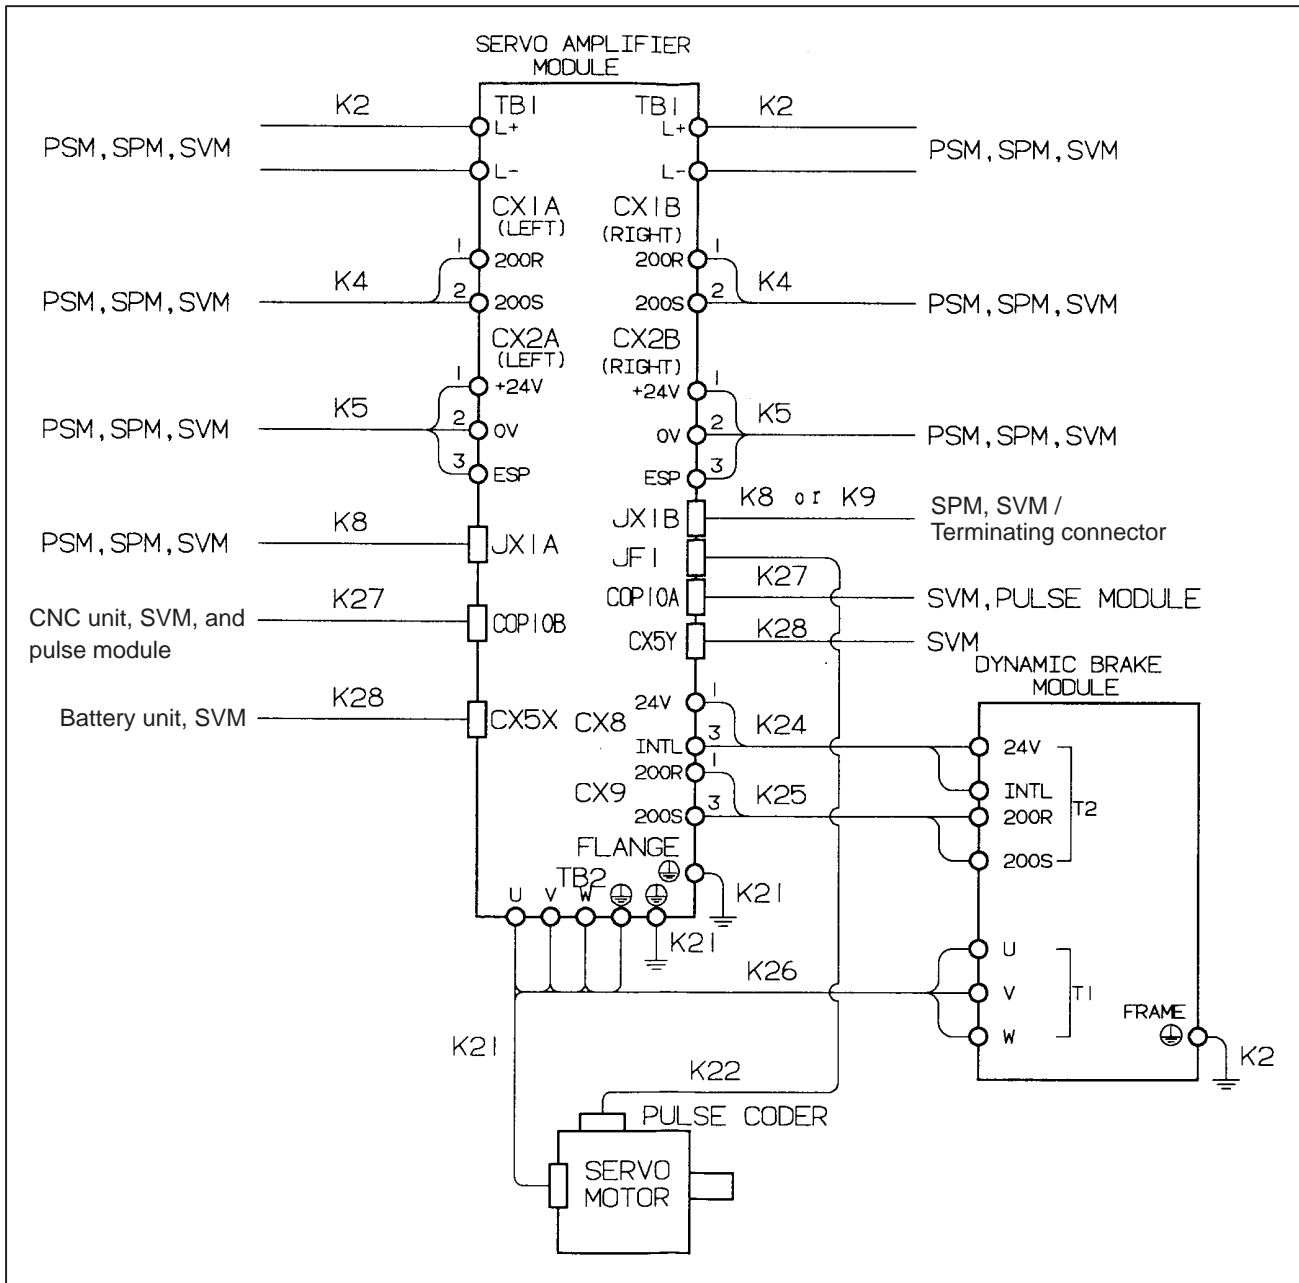 SERVO AMPLIFIER
MODULE
K2 TB1 TB1 K2
L+ L+
PSM, SPM, SVM PSM, SPM, SVM
L- L-
CX1A CX1B
(LEFT) (RIGHT)
1 200R 200R 1
K4 K4
PSM, SPM, SVM 2 200S 200S 2 PSM, SPM, SVM
CX2A CX2B
(LEFT) (RIGHT)
1 +24V +24V 1
K5 K5
PSM, SPM, SVM 2 0V 0V 2 PSM, SPM, SVM
3 ESP ESP 3
K8 or K9
JX1B SPM, SVM /
Terminating connector
K8
PSM, SPM, SVM JX1A
JF1
K27 K27
COP10A SVM, PULSE MODULE
CNC unit, SVM, and
pulse module
COP10B
CX5Y K28 SVM
DYNAMIC BRAKE
MODULE
K28
Battery unit, SVM CX5X CX8
24V 1
K24
INTL 3
24V
INTL
T2
CX9
200R 1
K25
200S 3
200R
200S
FLANGE
K21
TB2
U V W
K21
K26
U
V
W
T1
FRAME
K2
K21
K22
PULSE CODER
SERVO
MOTOR